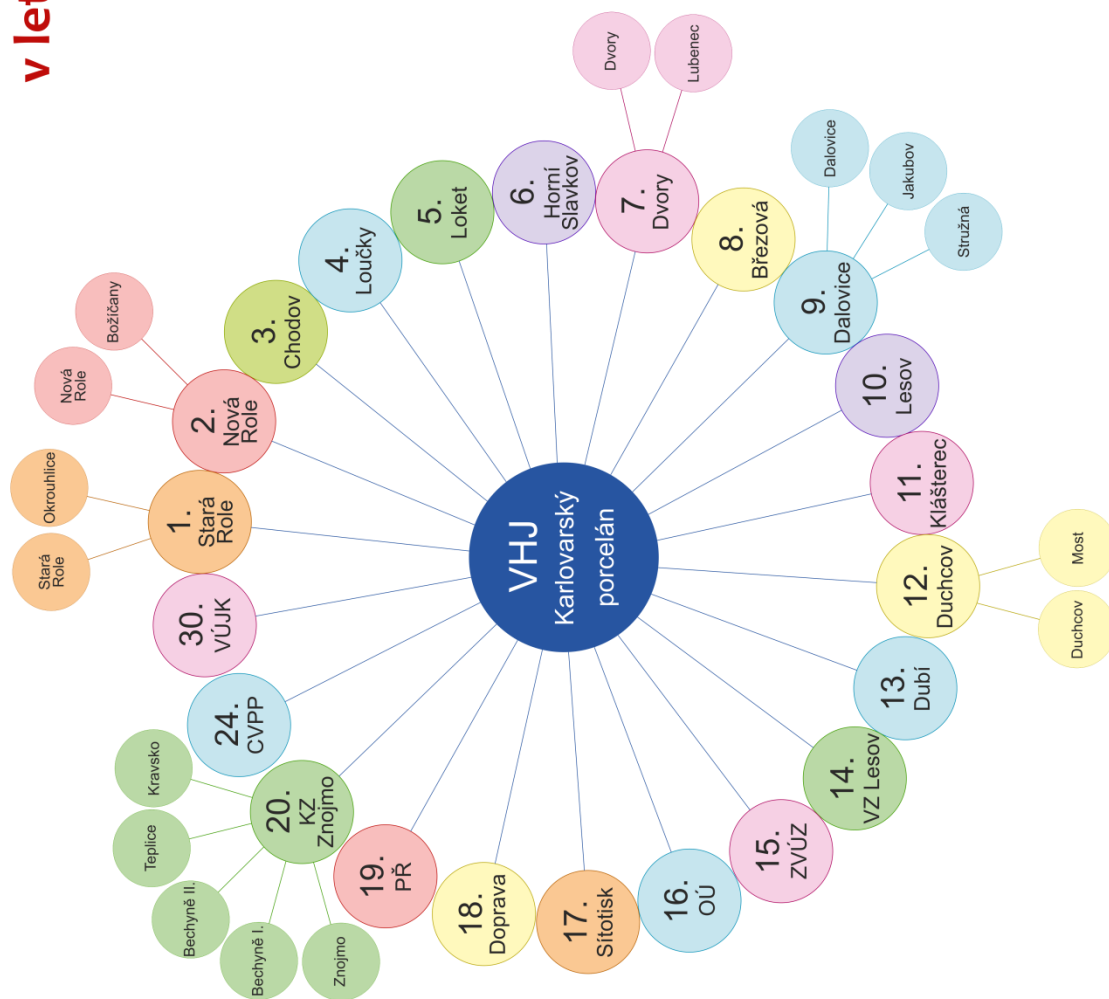 v let
VHJ
Karlovarský
porcelán
1.
Stará
Role
Stará
Role
Okrouhlice
2.
Nová
Role
Nová
Role
Božíčany
3.
Chodov
4.
Loučky
5.
Loket
6.
Horní
Slavkov
7.
Dvory
Dvory
Lubenec
8.
Březová
9.
Dalovice
Dalovice
Jakubov
Stružná
10.
Lesov
11.
Klášterec
12.
Duchcov
Most
Duchcov
13.
Dubí
14.
VZ Lesov
15.
ZVÚZ
16.
OÚ
17.
Sítotisk
18.
Doprava
19.
PŘ
20.
KZ
Znojmo
Znojmo
Bechyně I.
Bechyně II.
Teplice
Kravsko
24.
CVPP
30.
VÚJK